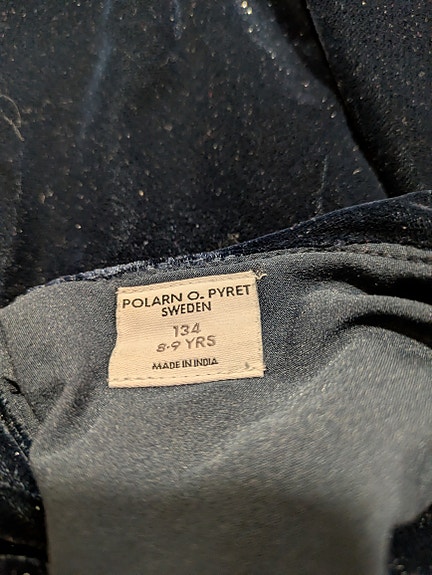 POLARN O. PYRET
SWEDEN
134
8-9 YRS
MADE IN INDIA